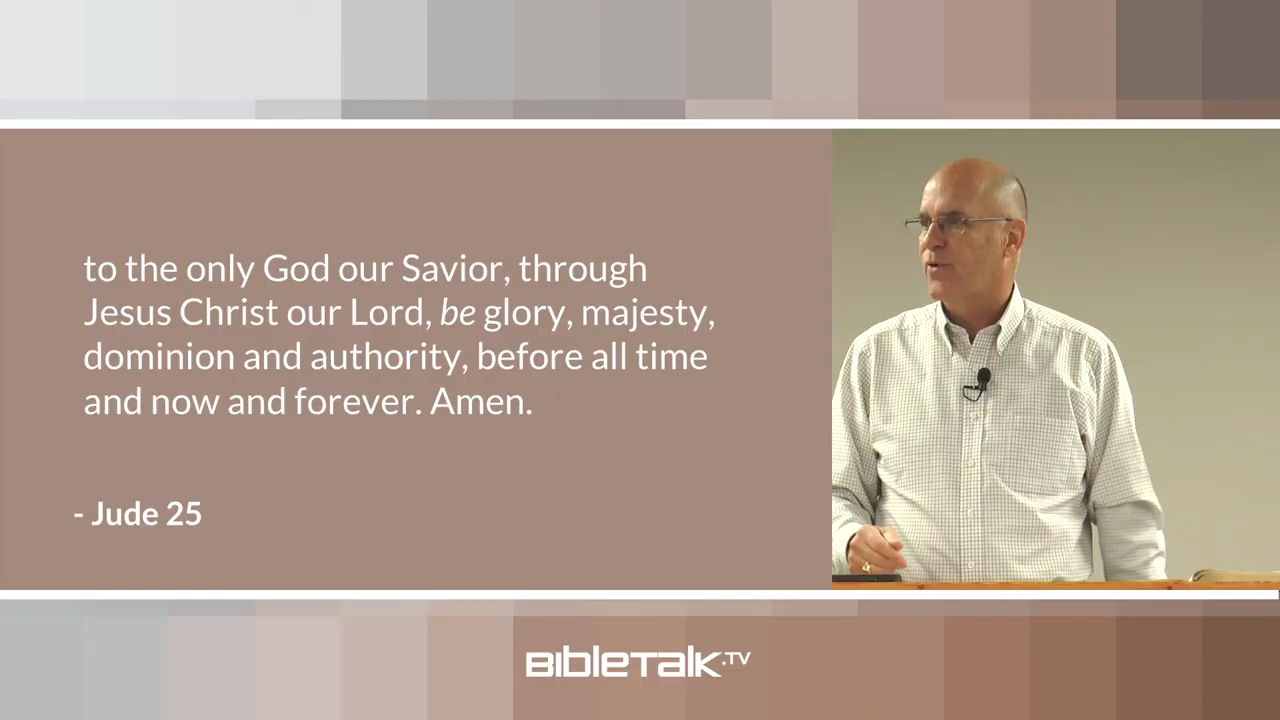 to the only God our Savior, through
Jesus Christ our Lord, be glory, majesty,
dominion and authority, before all time
and now and forever. Amen.
- Jude 25
BIBLETALK.TV